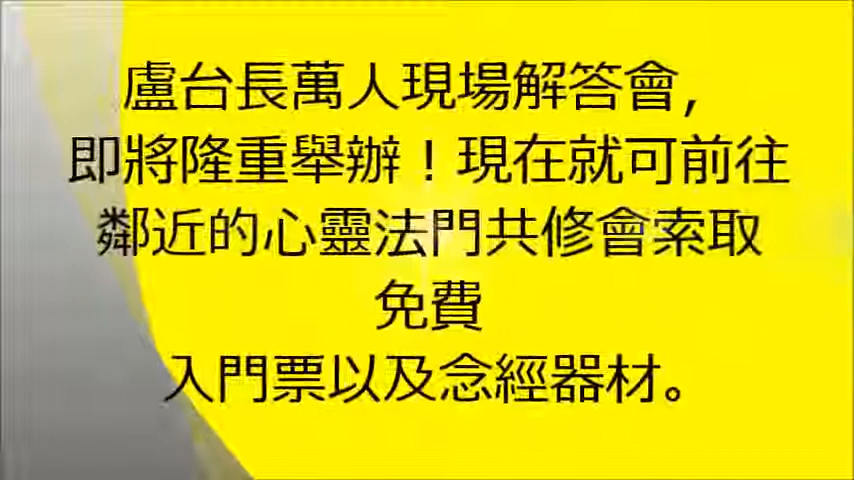 盧台長萬人現場解答會，
即將隆重舉辦！現在就可前往
鄰近的心靈法門共修會索取
免費
入門票以及念經器材。